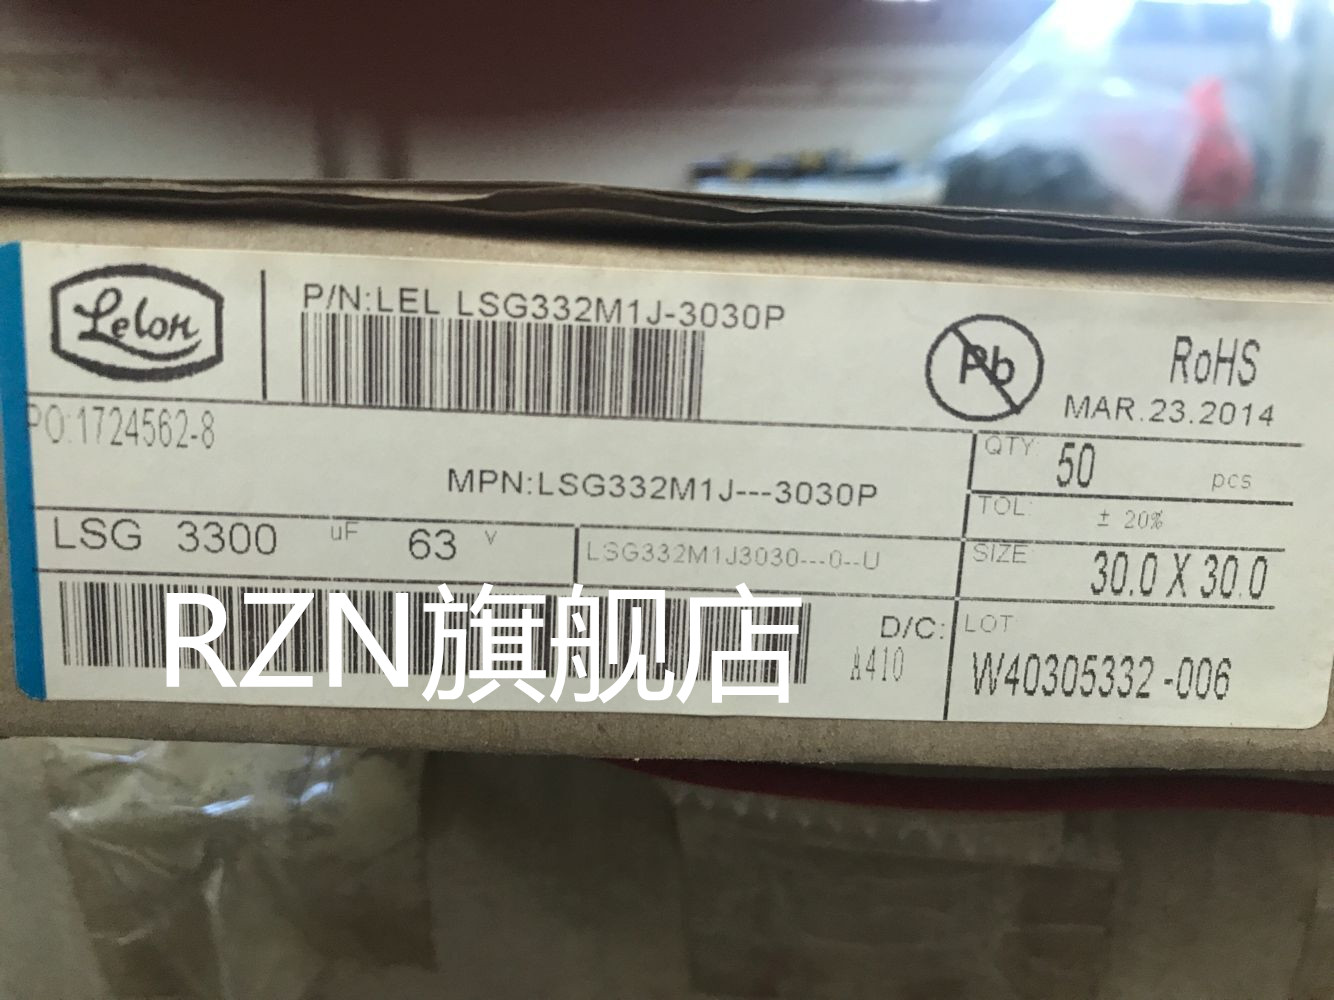 Lelon
P/N:LEL LSG332M1J-3030P
Pb
RoHS
MAR.23.2014
PO:1724562-8
MPN:LSG332M1J---3030P
QTY: 50 pcs
TOL: ± 20%
LSG 3300 uF 63 v
LSG332M1J3030---0--U
SIZE 30.0 X 30.0
RZN旗舰店
D/C:
A410
LOT
W40305332 -006